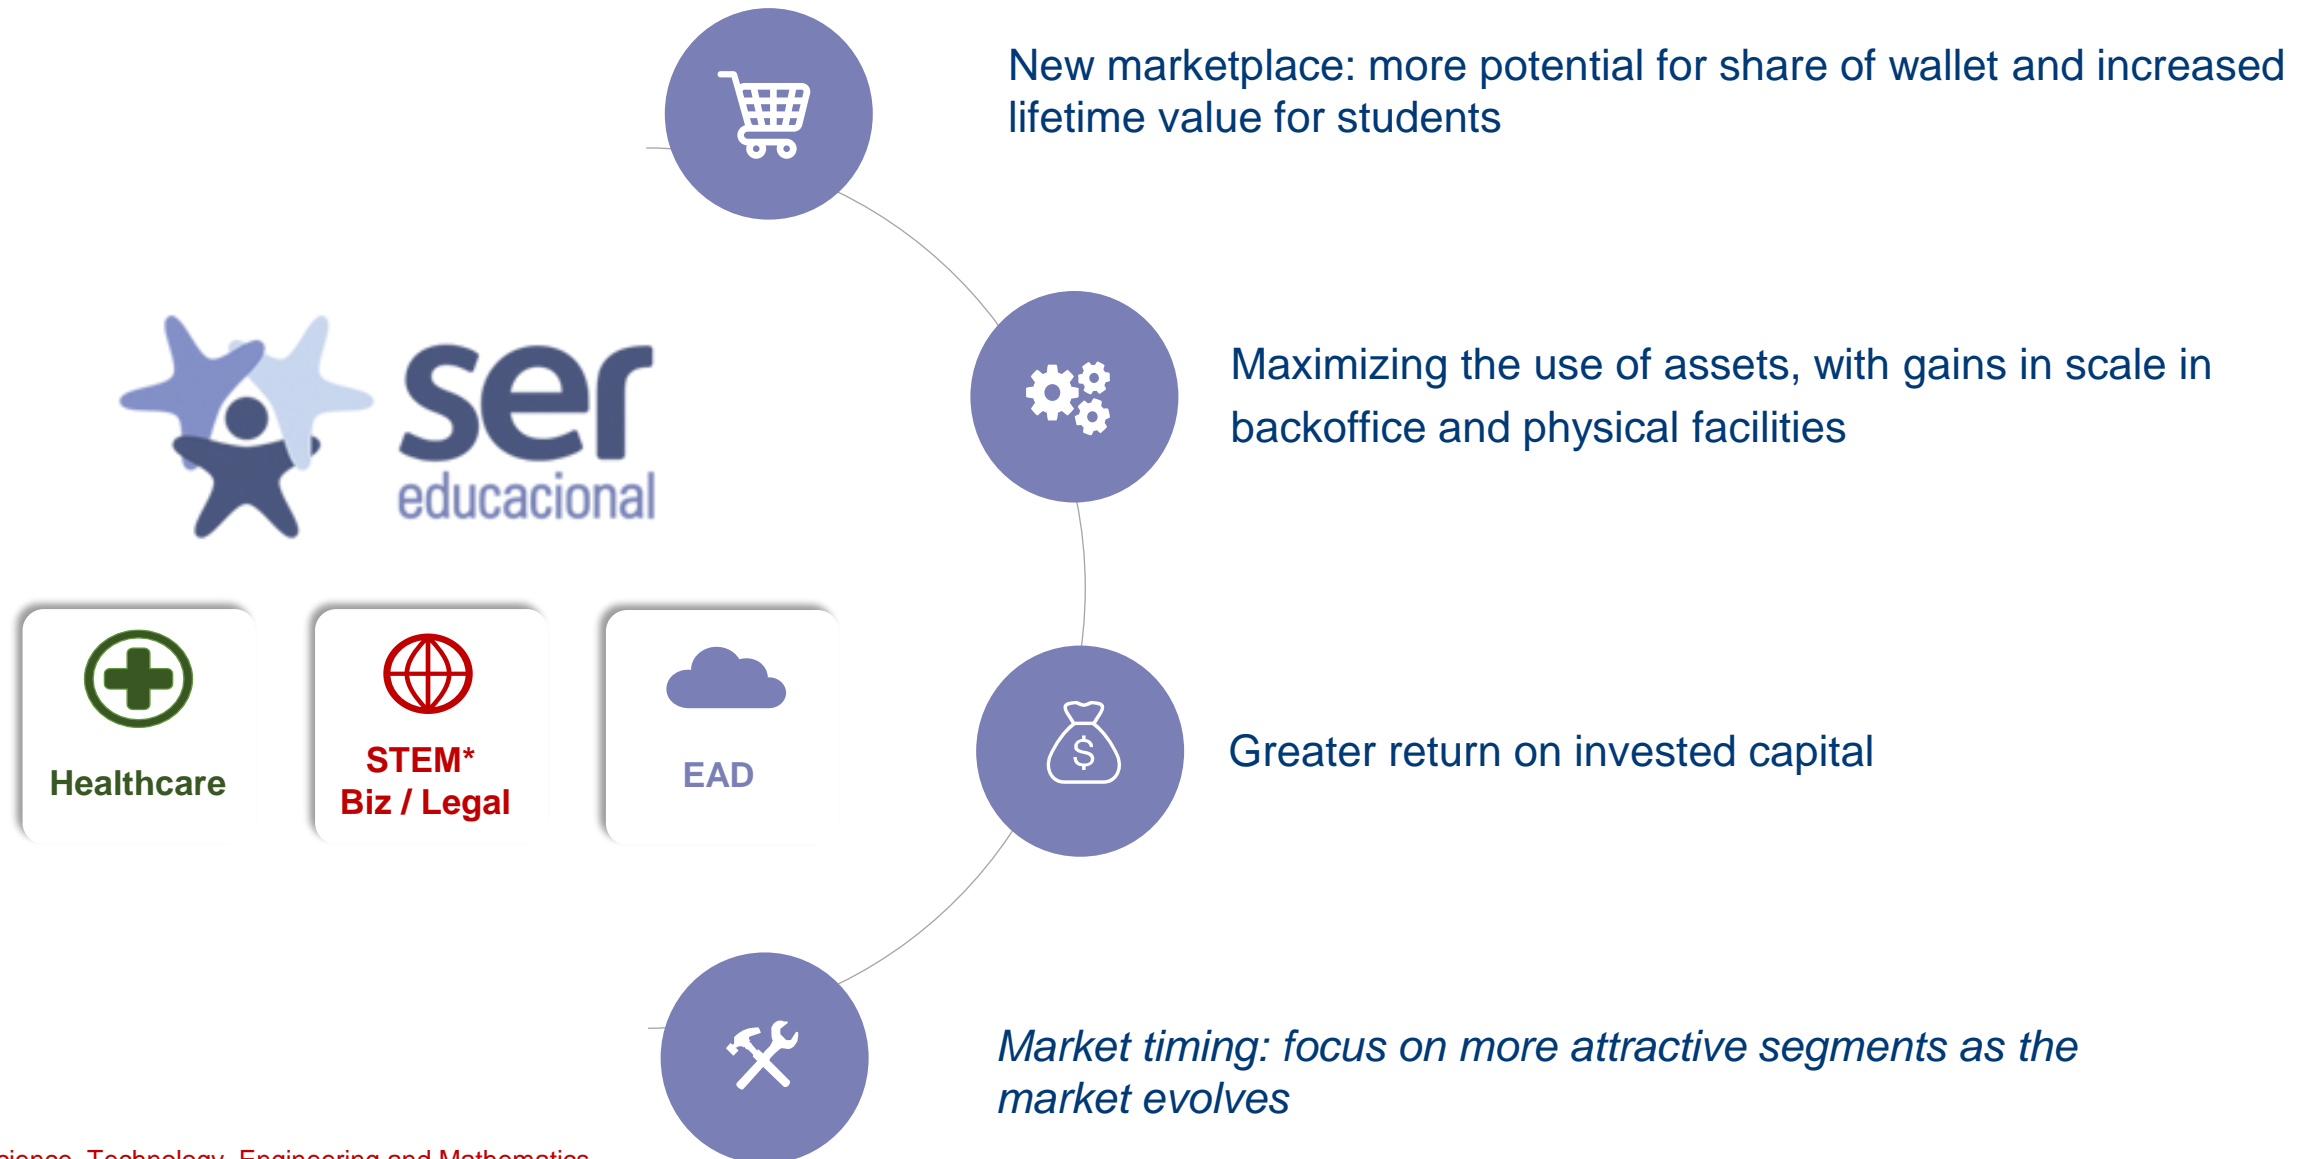 New marketplace: more potential for share of wallet and increased
lifetime value for students
ser
educacional
Maximizing the use of assets, with gains in scale in
backoffice and physical facilities
Healthcare
STEM*
Biz / Legal
EAD
$
Greater return on invested capital
Market timing: focus on more attractive segments as the
market evolves
Technology, Engineering and Mathematics